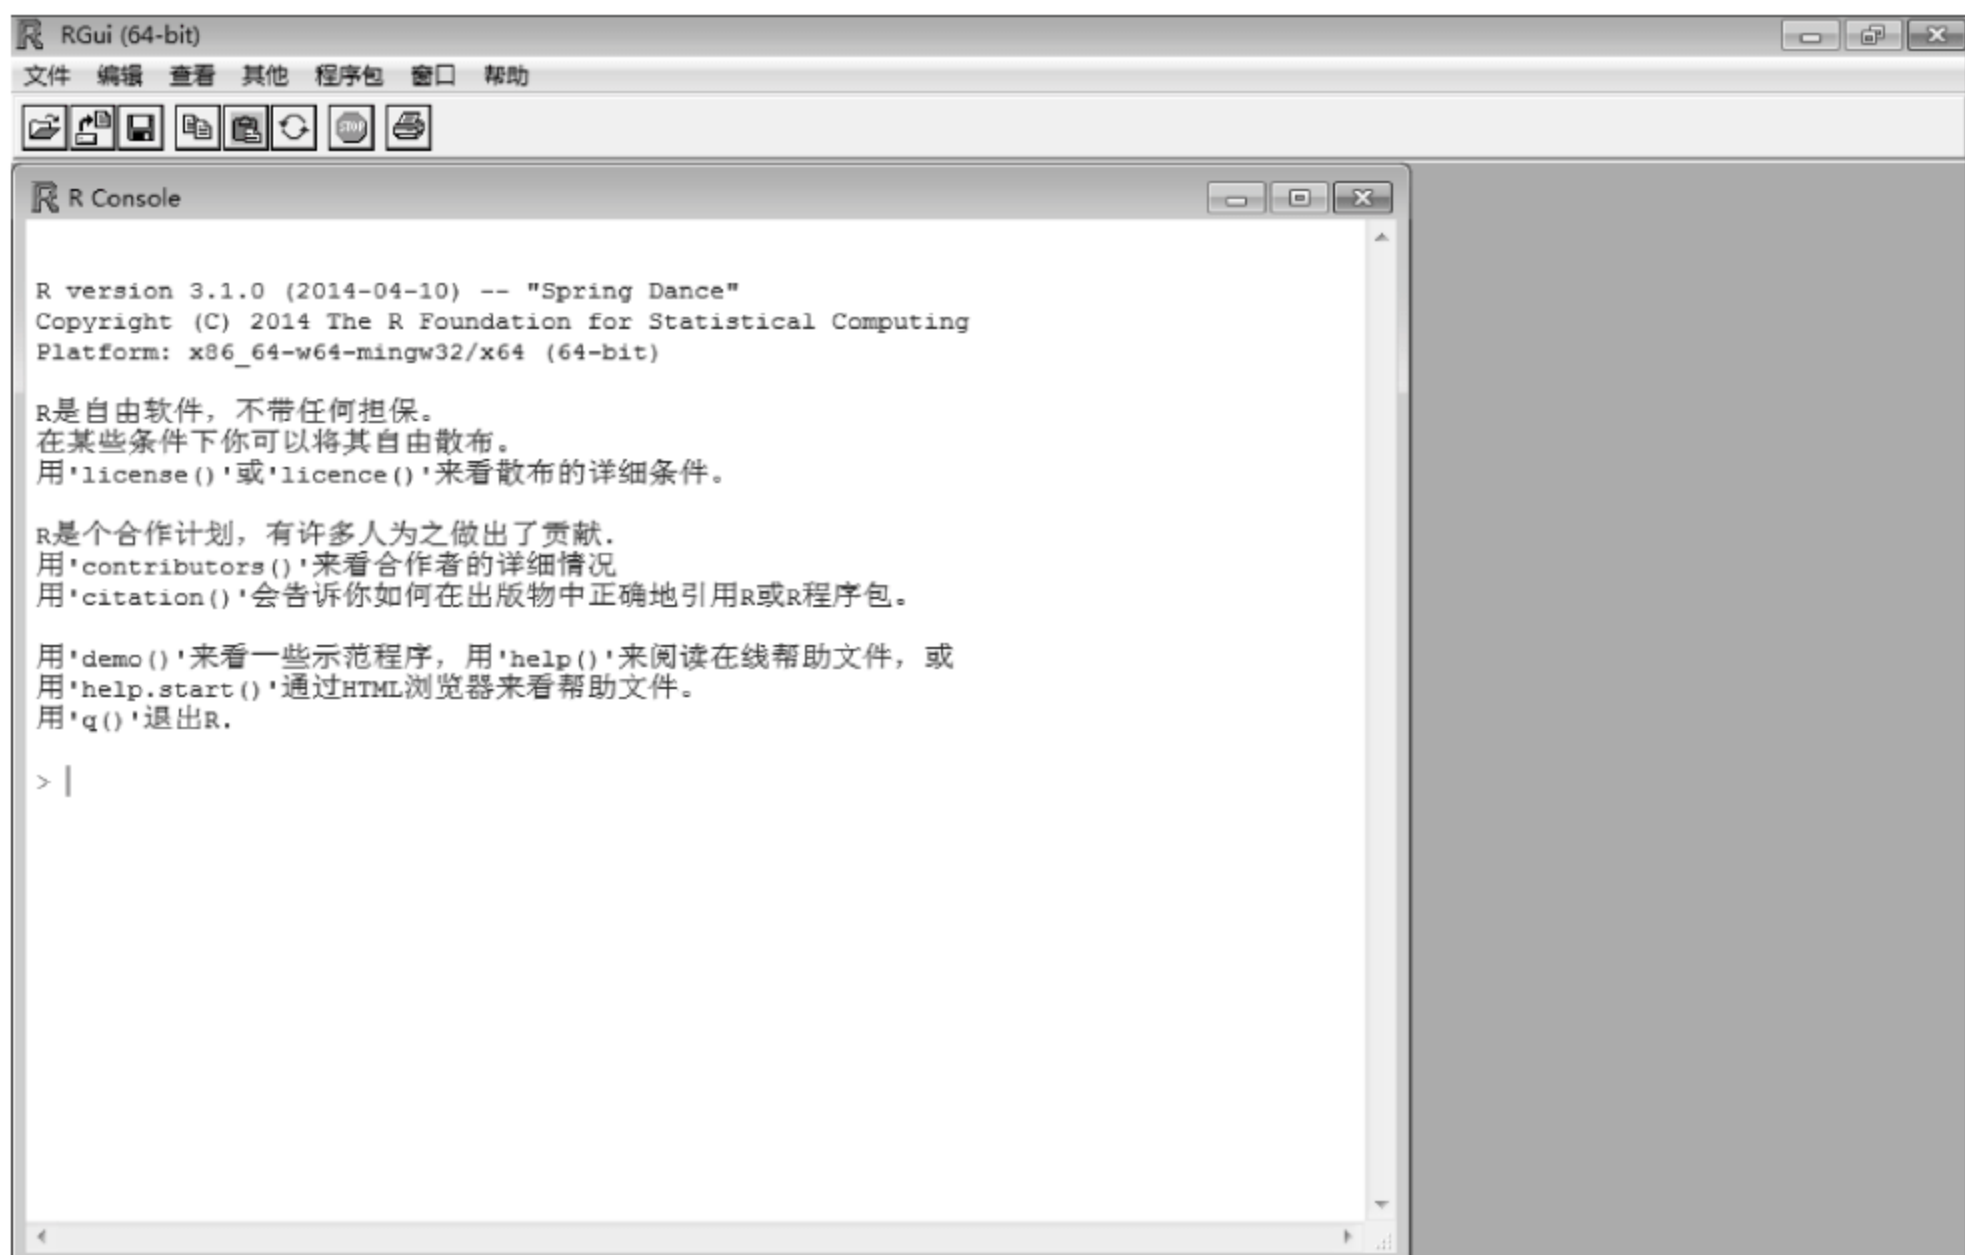 RGui (64-bit)
文件 编辑 查看 其他 程序包 窗口 帮助
STOP
R Console
R version 3.1.0 (2014-04-10) -- "Spring Dance"
Copyright (C) 2014 The R Foundation for Statistical Computing
Platform: x86_64-w64-mingw32/x64 (64-bit)
R是自由软件，不带任何担保。
在某些条件下你可以将其自由散布。
用'license()'或'licence()'来看散布的详细条件。
R是个合作计划，有许多人为之做出了贡献.
用'contributors()'来看合作者的详细情况
用'citation()'会告诉你如何在出版物中正确地引用R或R程序包。
用'demo()'来看一些示范程序，用'help()'来阅读在线帮助文件，或
用'help.start()'通过HTML浏览器来看帮助文件。
用'q()'退出R.
>